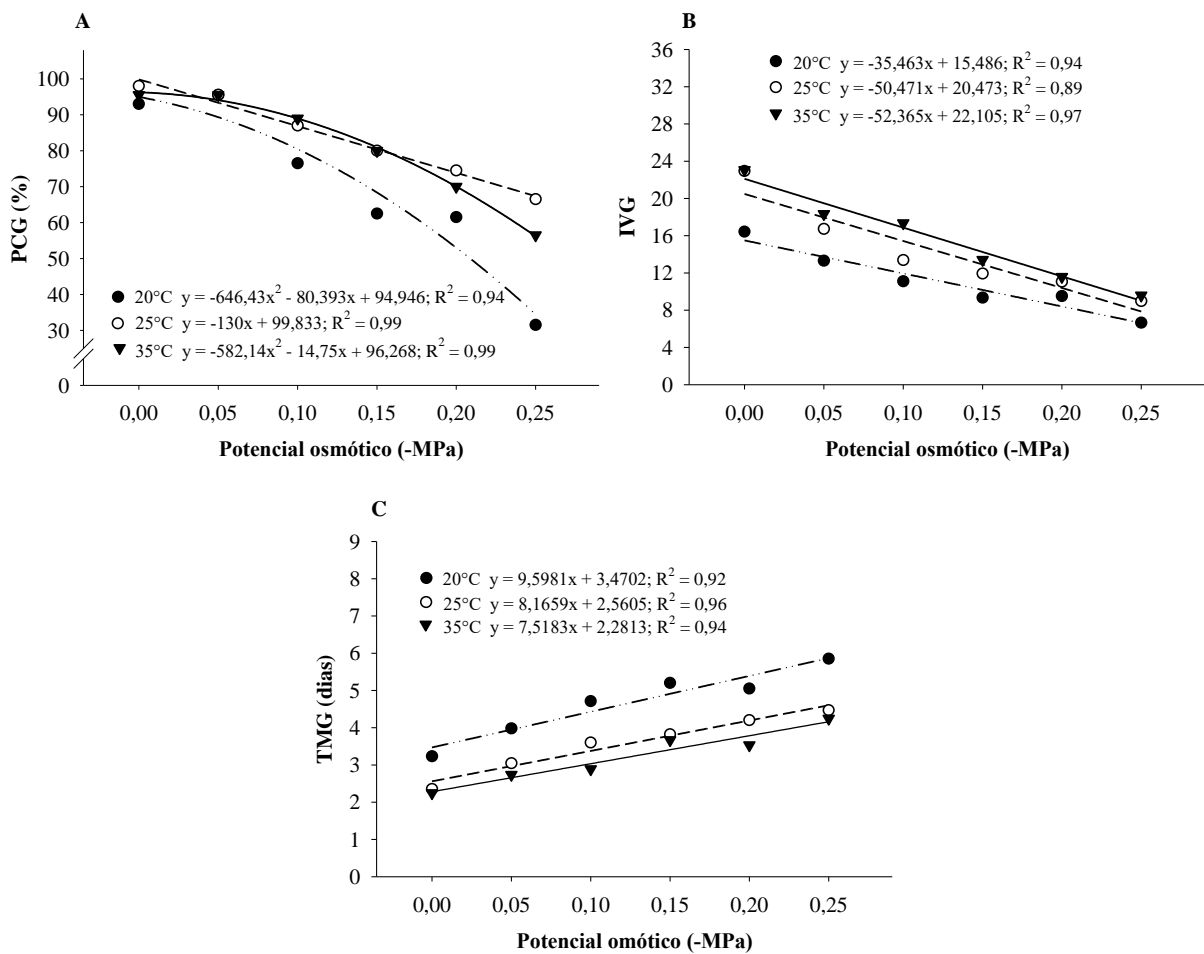 A
PCG (%)
100
90
80
70
60
50
40
30
0
20°C y = -646,43x² - 80,393x + 94,946; R² = 0,94
25°C y = -130x + 99,833; R² = 0,99
35°C y = -582,14x² - 14,75x + 96,268; R² = 0,99
0,00 0,05 0,10 0,15 0,20 0,25
Potencial osmótico (-MPa)
B
IVG
36
32
28
24
20
16
12
8
4
0
20°C y = -35,463x + 15,486; R² = 0,94
25°C y = -50,471x + 20,473; R² = 0,89
35°C y = -52,365x + 22,105; R² = 0,97
0,00 0,05 0,10 0,15 0,20 0,25
Potencial osmótico (-MPa)
C
TMG (dias)
9
8
7
6
5
4
3
2
1
0
20°C y = 9,5981x + 3,4702; R² = 0,92
25°C y = 8,1659x + 2,5605; R² = 0,96
35°C y = 7,5183x + 2,2813; R² = 0,94
0,00 0,05 0,10 0,15 0,20 0,25
Potencial omótico (-MPa)